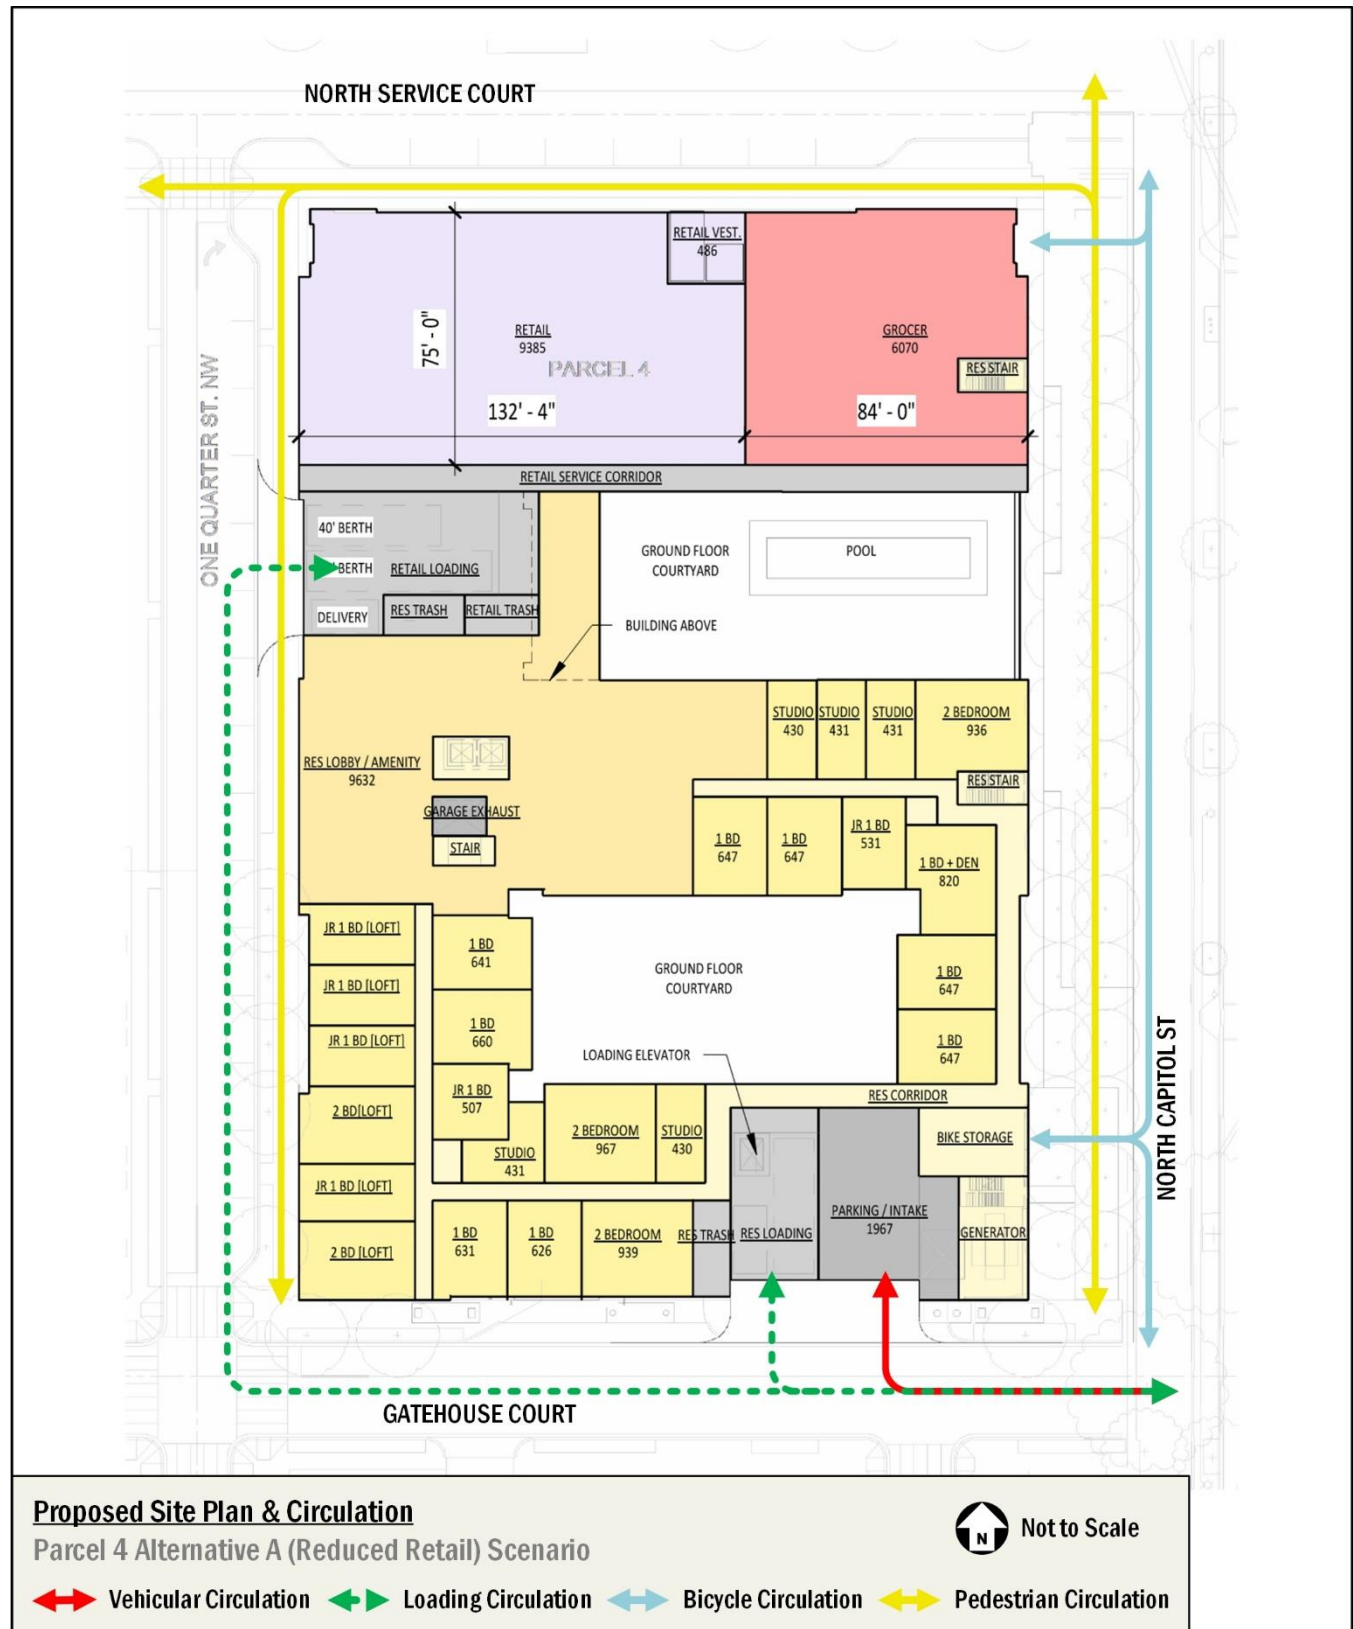 NORTH SERVICE COURT
RETAIL VEST.
486
RETAIL
9385
PARCEL 4
75' - 0"
132' - 4"
GROCER
6070
RES STAIR
84' - 0"
ONE QUARTER ST. NW
RETAIL SERVICE CORRIDOR
40' BERTH
BERTH
RETAIL LOADING
DELIVERY
RES TRASH
RETAIL TRASH
GROUND FLOOR
COURTYARD
POOL
BUILDING ABOVE
STUDIO
430
STUDIO
431
STUDIO
431
2 BEDROOM
936
RES STAIR
RES LOBBY / AMENITY
9632
GARAGE EXHAUST
STAIR
1 BD
647
1 BD
647
JR 1 BD
531
1 BD + DEN
820
JR 1 BD [LOFT]
JR 1 BD [LOFT]
JR 1 BD [LOFT]
2 BD[LOFT]
JR 1 BD [LOFT]
2 BD [LOFT]
1 BD
641
1 BD
660
JR 1 BD
507
GROUND FLOOR
COURTYARD
1 BD
647
1 BD
647
LOADING ELEVATOR
RES CORRIDOR
STUDIO
431
2 BEDROOM
967
STUDIO
430
BIKE STORAGE
NORTH CAPITOL ST
1 BD
631
1 BD
626
2 BEDROOM
939
RES TRASH
RES LOADING
PARKING / INTAKE
1967
GENERATOR
GATEHOUSE COURT
Proposed Site Plan & Circulation
Parcel 4 Alternative A (Reduced Retail) Scenario
N
Not to Scale
Vehicular Circulation
Loading Circulation
Bicycle Circulation
Pedestrian Circulation